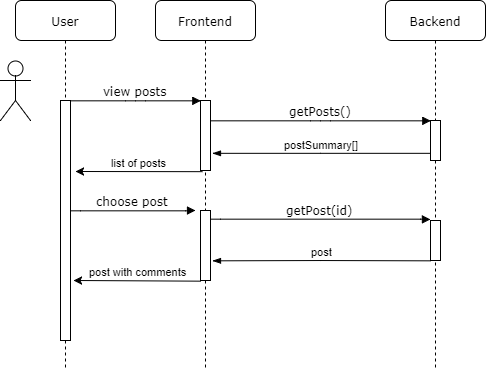 User
Frontend
Backend
view posts
getPosts()
postSummary[]
list of posts
choose post
getPost(id)
post
post with comments